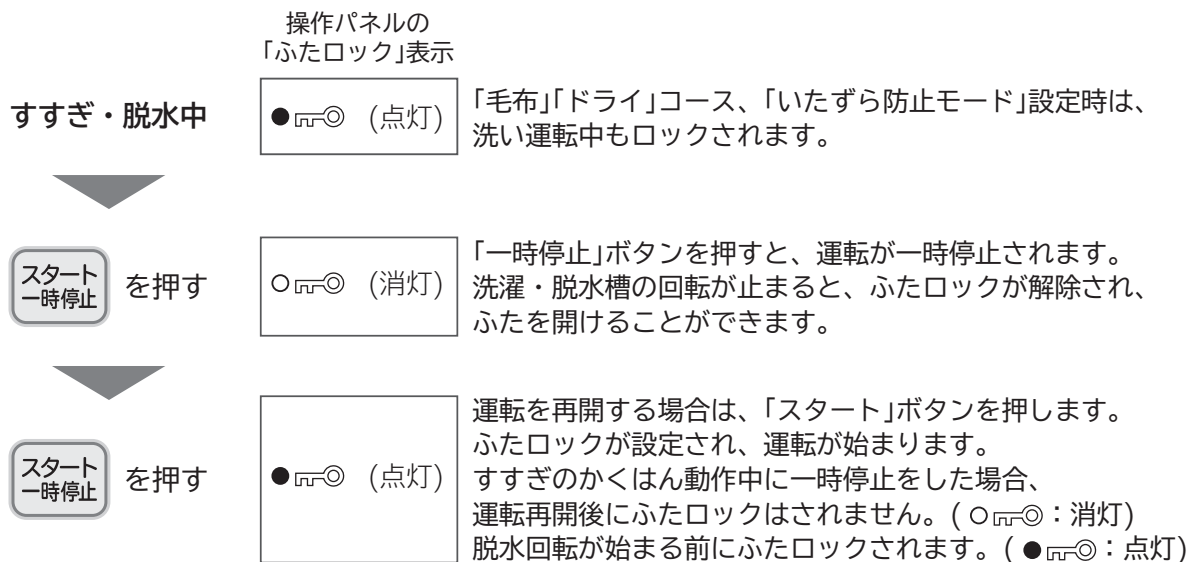 操作パネルの
「ふたロック」表示
すすぎ・脱水中
(点灯)
「毛布」「ドライ」コース、「いたずら防止モード」設定時は、
洗い運転中もロックされます。
スタート
一時停止
を押す
(消灯)
「一時停止」ボタンを押すと、運転が一時停止されます。
洗濯・脱水槽の回転が止まると、ふたロックが解除され、
ふたを開けることができます。
スタート
一時停止
を押す
(点灯)
運転を再開する場合は、「スタート」ボタンを押します。
ふたロックが設定され、運転が始まります。
すすぎのかくはん動作中に一時停止をした場合、
運転再開後にふたロックはされません。(○：消灯)
脱水回転が始まる前にふたロックされます。(●：点灯)